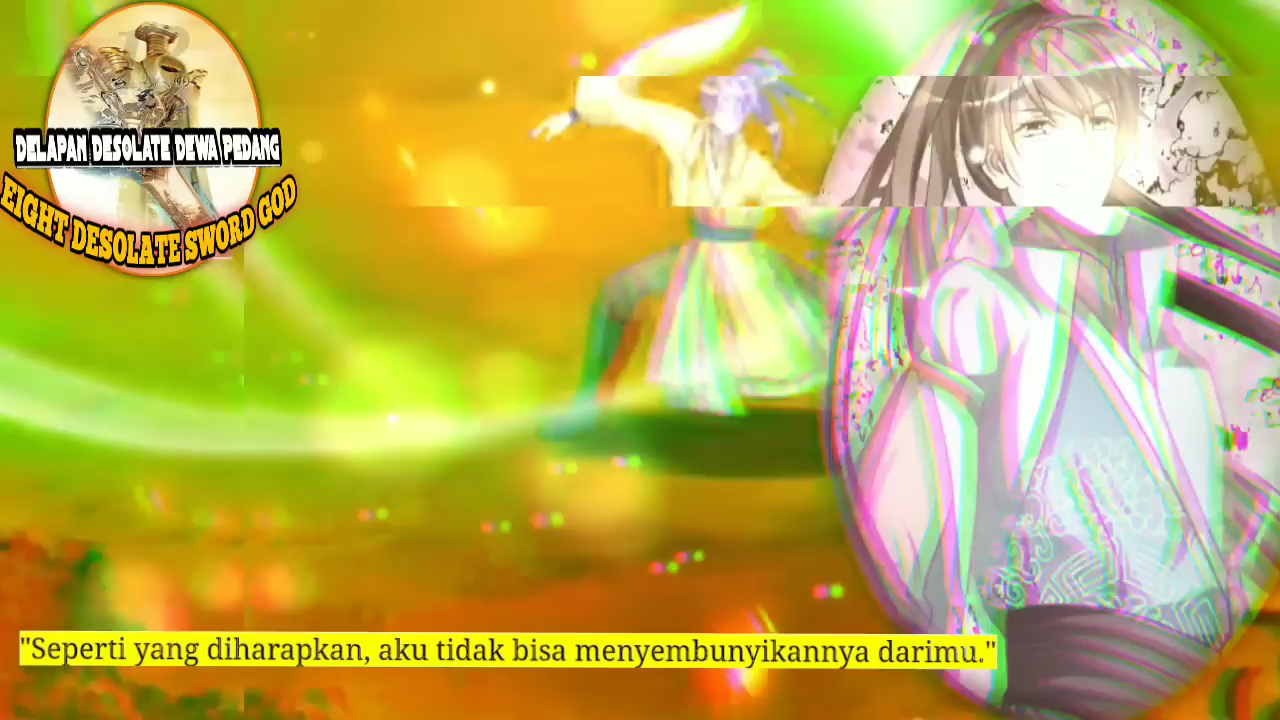 DELAPAN DESOLATE DEWA PEDANG
EIGHT DESOLATE SWORD GOD
"Seperti yang diharapkan, aku tidak bisa menyembunyikannya darimu."